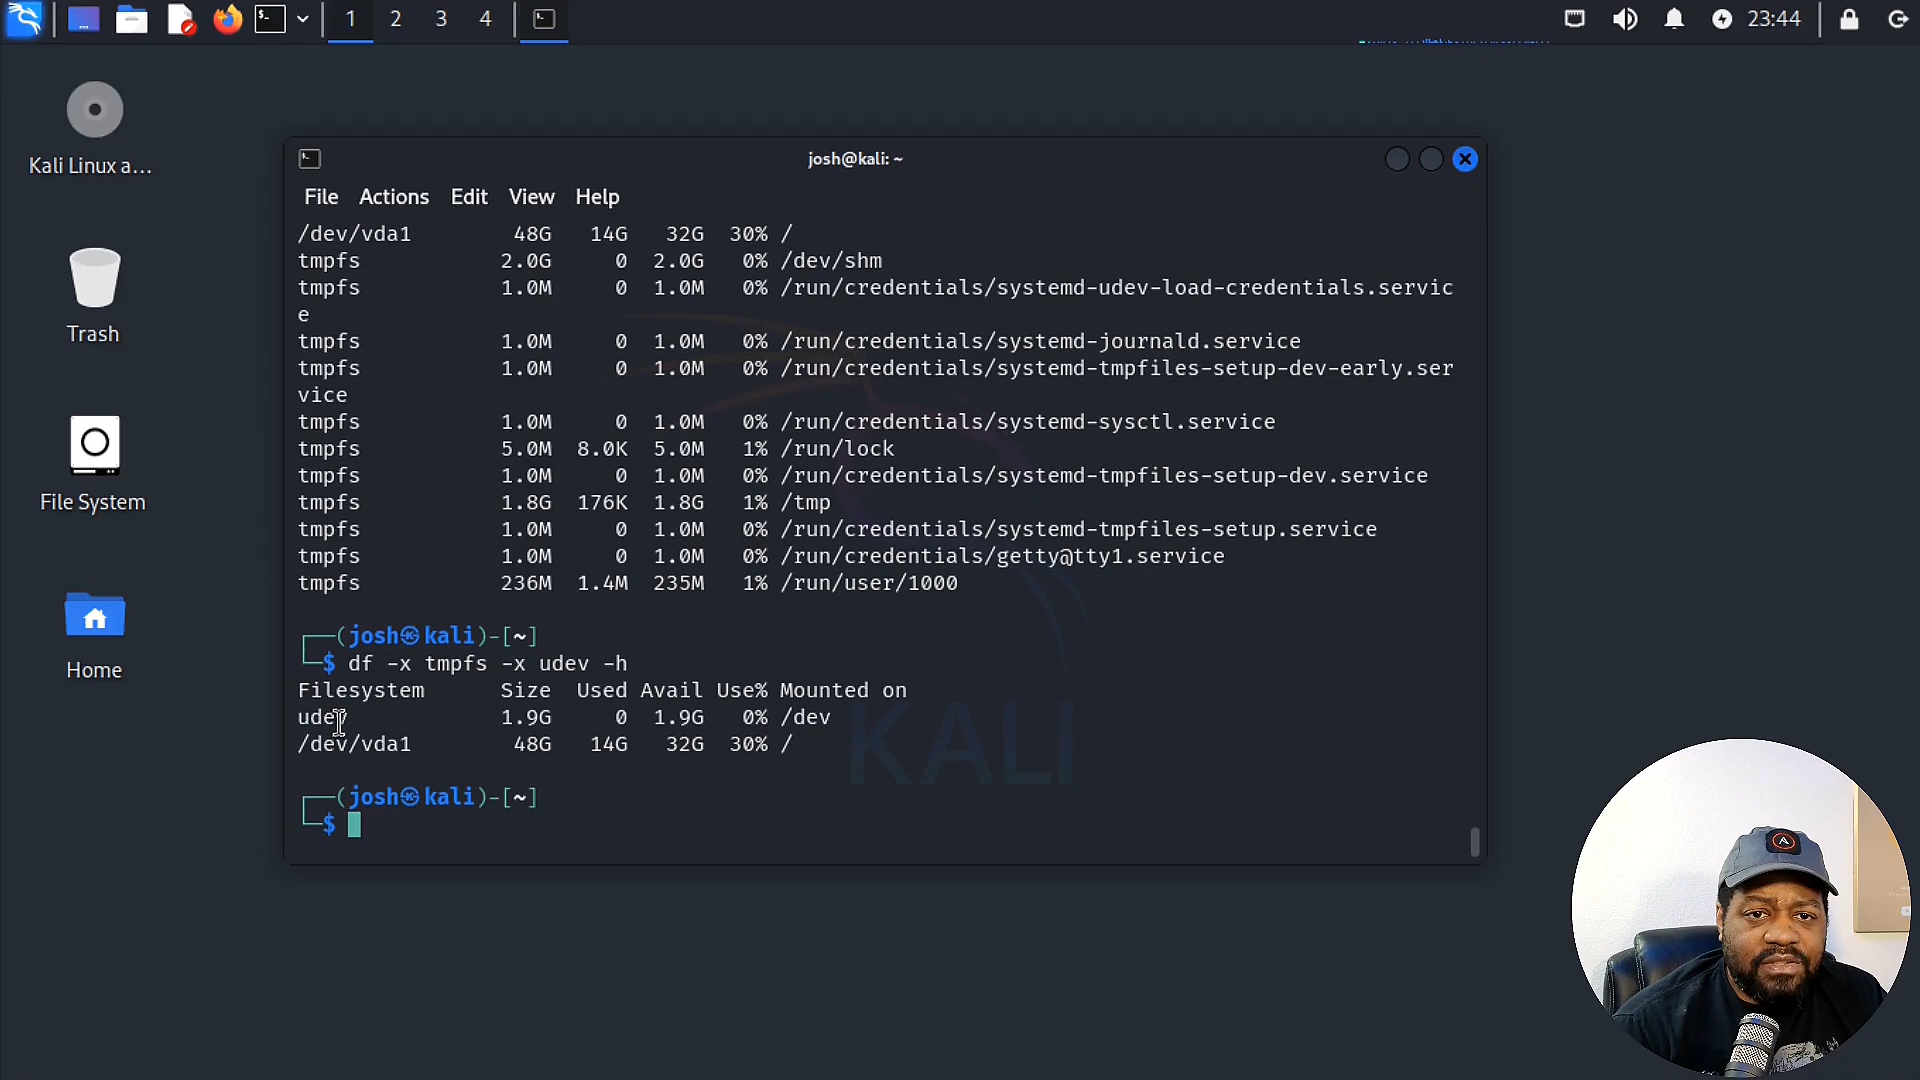 1 2 3 4 23:44
Kali Linux a...
Trash
File System
Home
josh@kali: ~
File Actions Edit View Help
/dev/vda1 48G 14G 32G 30% /
tmpfs 2.0G 0 2.0G 0% /dev/shm
tmpfs 1.0M 0 1.0M 0% /run/credentials/systemd-udev-load-credentials.servic
e
tmpfs 1.0M 0 1.0M 0% /run/credentials/systemd-journald.service
tmpfs 1.0M 0 1.0M 0% /run/credentials/systemd-tmpfiles-setup-dev-early.ser
vice
tmpfs 1.0M 0 1.0M 0% /run/credentials/systemd-sysctl.service
tmpfs 5.0M 8.0K 5.0M 1% /run/lock
tmpfs 1.0M 0 1.0M 0% /run/credentials/systemd-tmpfiles-setup-dev.service
tmpfs 1.8G 176K 1.8G 1% /tmp
tmpfs 1.0M 0 1.0M 0% /run/credentials/systemd-tmpfiles-setup.service
tmpfs 1.0M 0 1.0M 0% /run/credentials/getty@tty1.service
tmpfs 236M 1.4M 235M 1% /run/user/1000
┌──(josh㉿kali)-[~]
└─$ df -x tmpfs -x udev -h
Filesystem Size Used Avail Use% Mounted on
udev 1.9G 0 1.9G 0% /dev
/dev/vda1 48G 14G 32G 30% /
┌──(josh㉿kali)-[~]
└─$
KALI